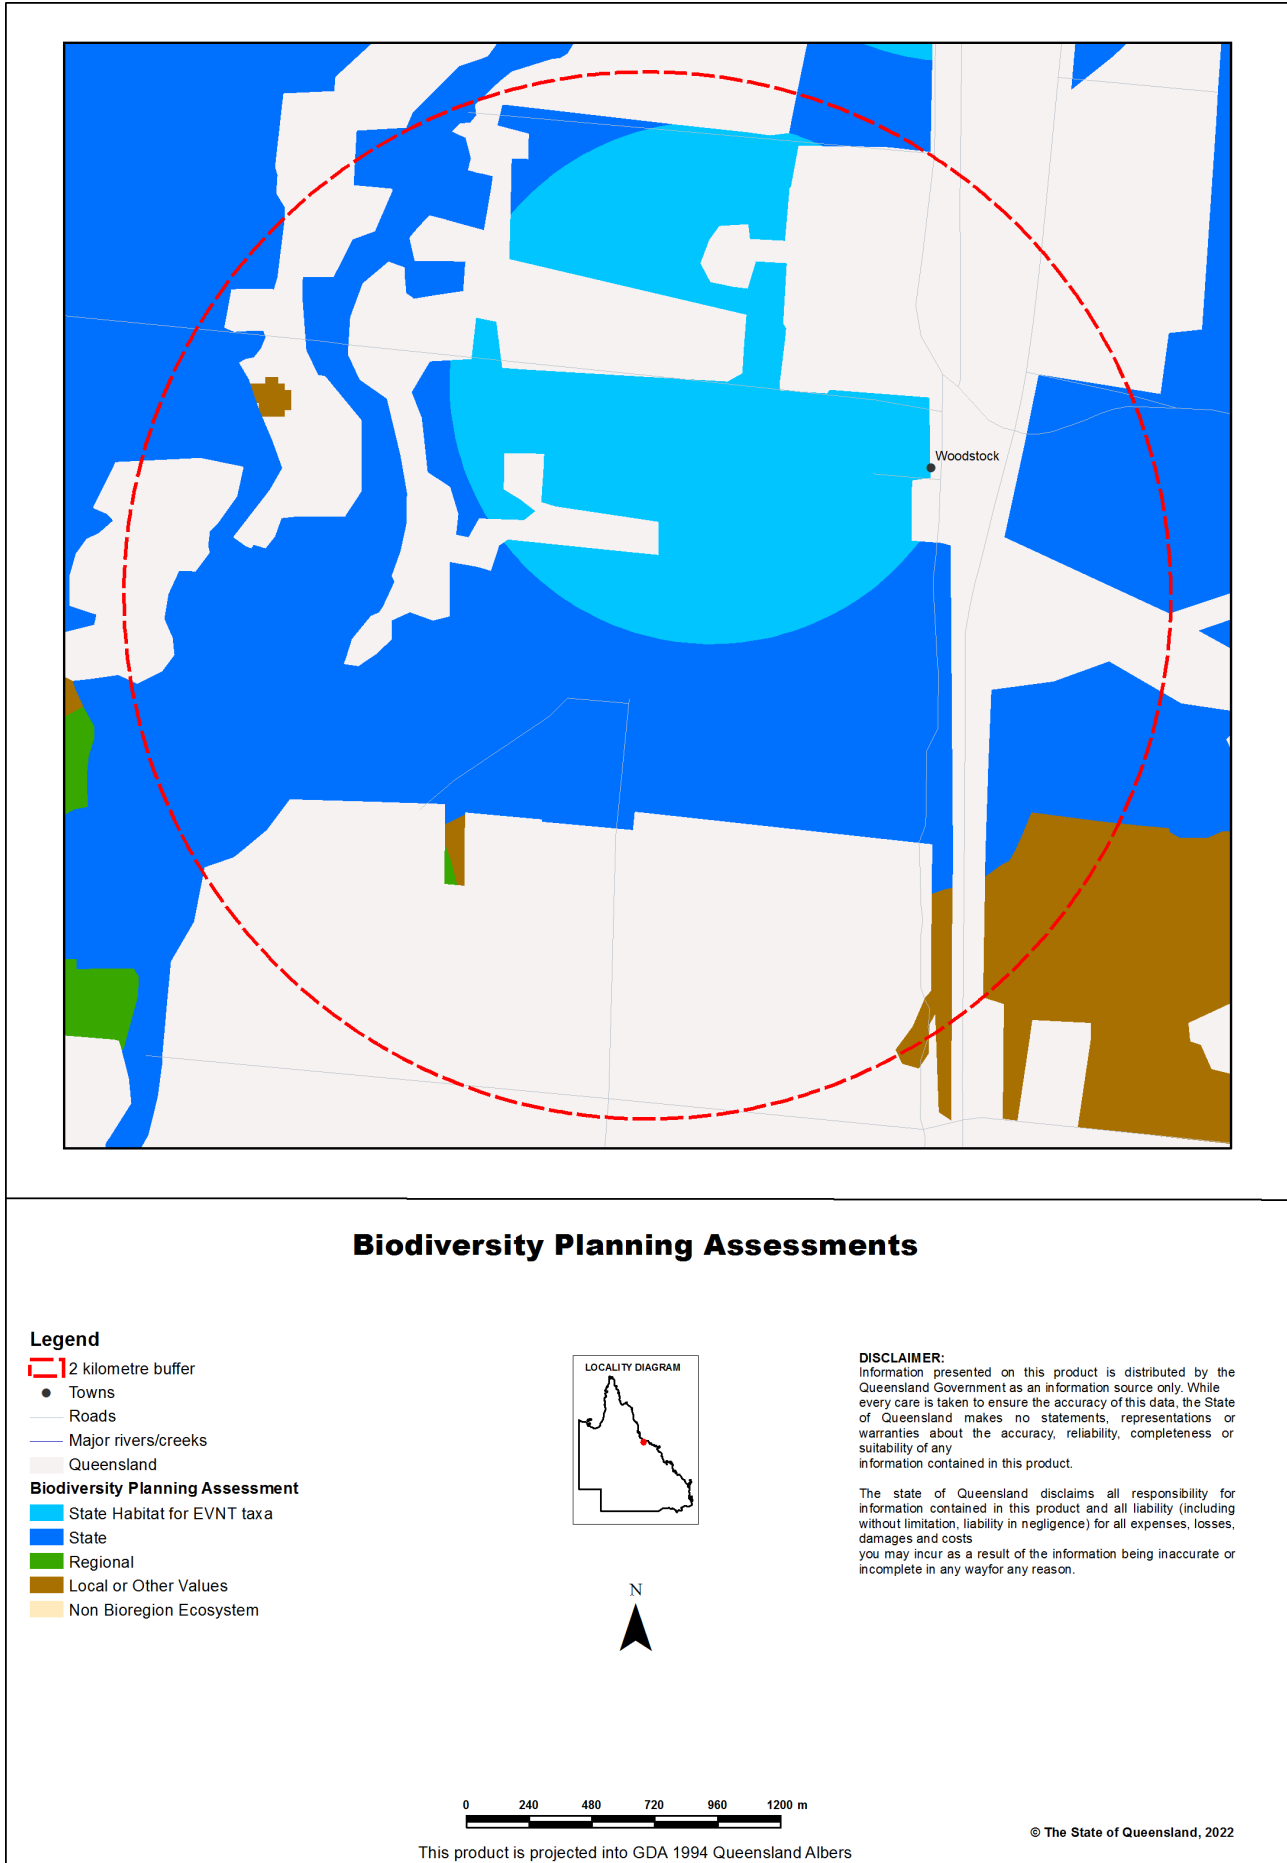 Woodstock
Biodiversity Planning Assessments
Legend
2 kilometre buffer
Towns
Roads
Major rivers/creeks
Queensland
Biodiversity Planning Assessment
State Habitat for EVNT taxa
State
Regional
Local or Other Values
Non Bioregion Ecosystem
LOCALITY DIAGRAM
N
0 240 480 720 960 1200 m
This product is projected into GDA 1994 Queensland Albers
DISCLAIMER:
Information presented on this product is distributed by the
Queensland Government as an information source only. While
every care is taken to ensure the accuracy of this data, the State
of Queensland makes no statements, representations or
warranties about the accuracy, reliability, completeness or
suitability of any
information contained in this product.
The state of Queensland disclaims all responsibility for
information contained in this product and all liability (including
without limitation, liability in negligence) for all expenses, losses,
damages and costs
you may incur as a result of the information being inaccurate or
incomplete in any wayfor any reason.
© The State of Queensland, 2022